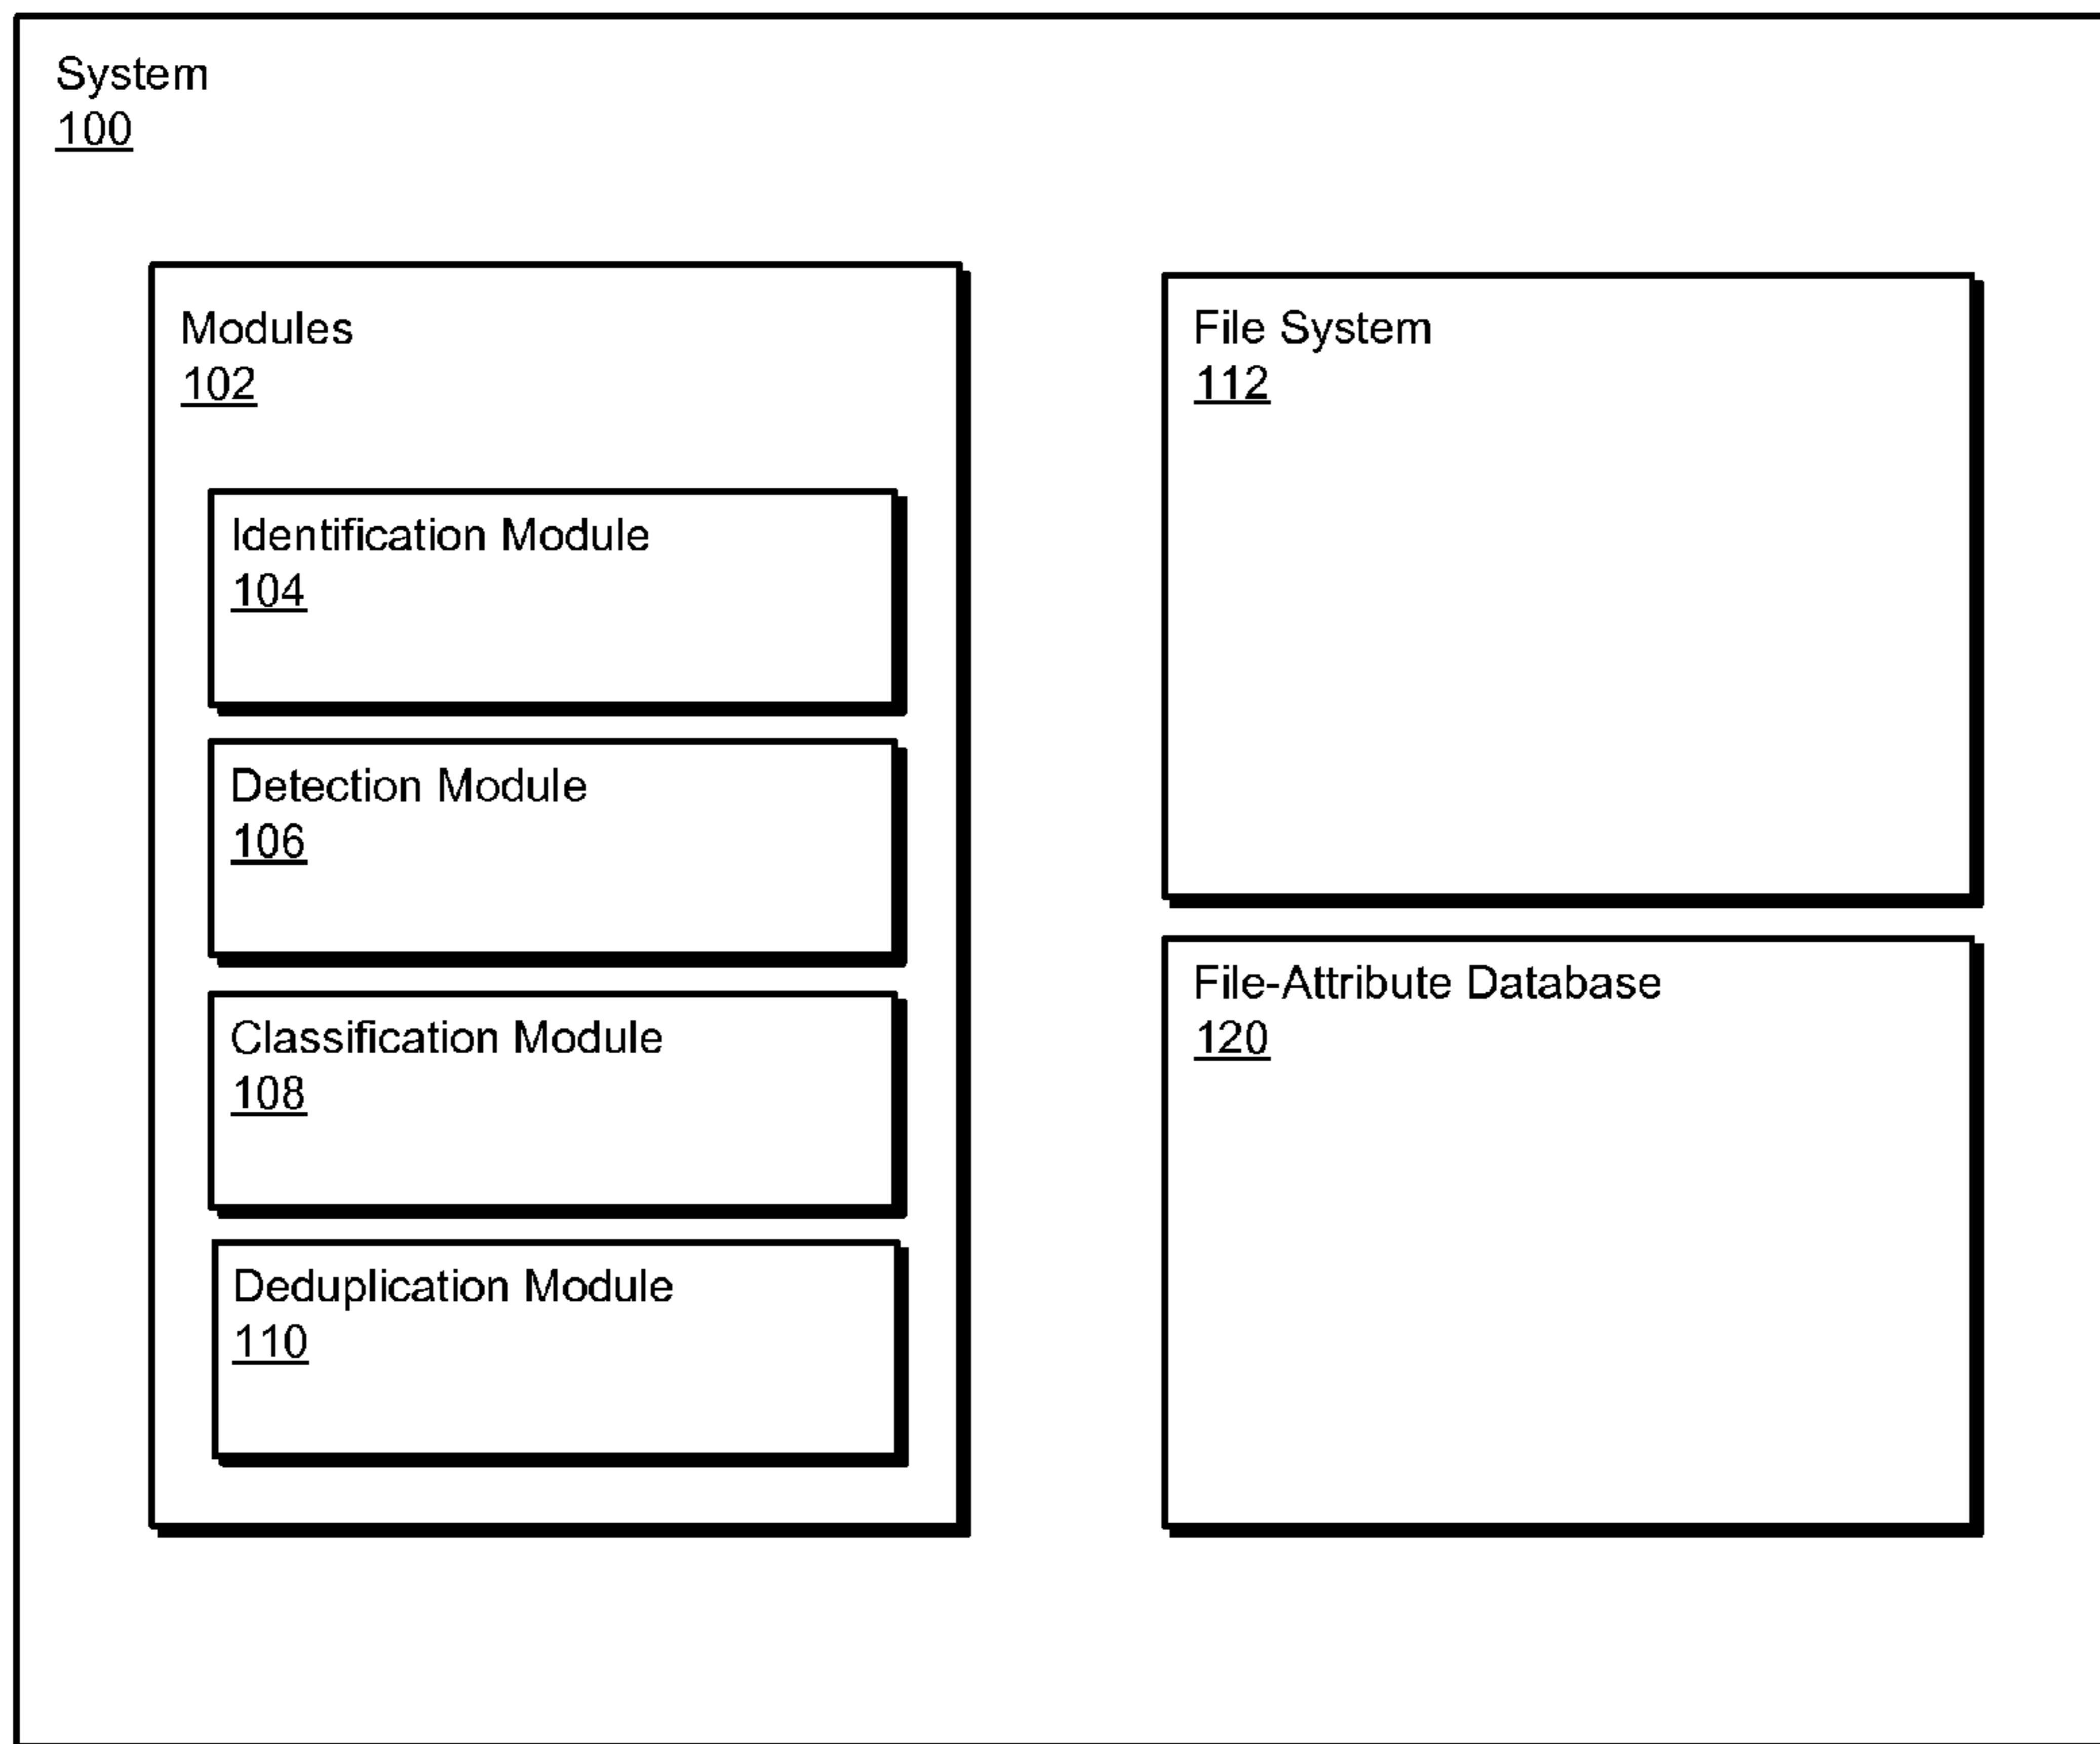 System
100
Modules
102
Identification Module
104
Detection Module
106
Classification Module
108
Deduplication Module
110
File System
112
File-Attribute Database
120